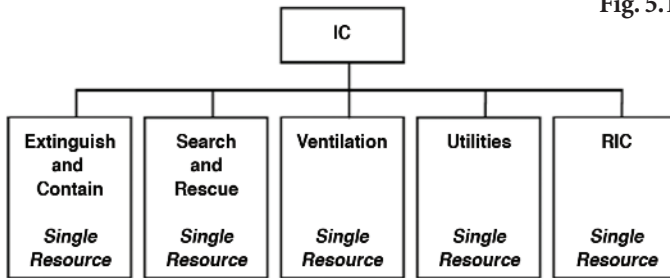 Fig. 5.1
IC
Extinguish
and
Contain
Single
Resource
Search
and
Rescue
Single
Resource
Ventilation
Single
Resource
Utilities
Single
Resource
RIC
Single
Resource